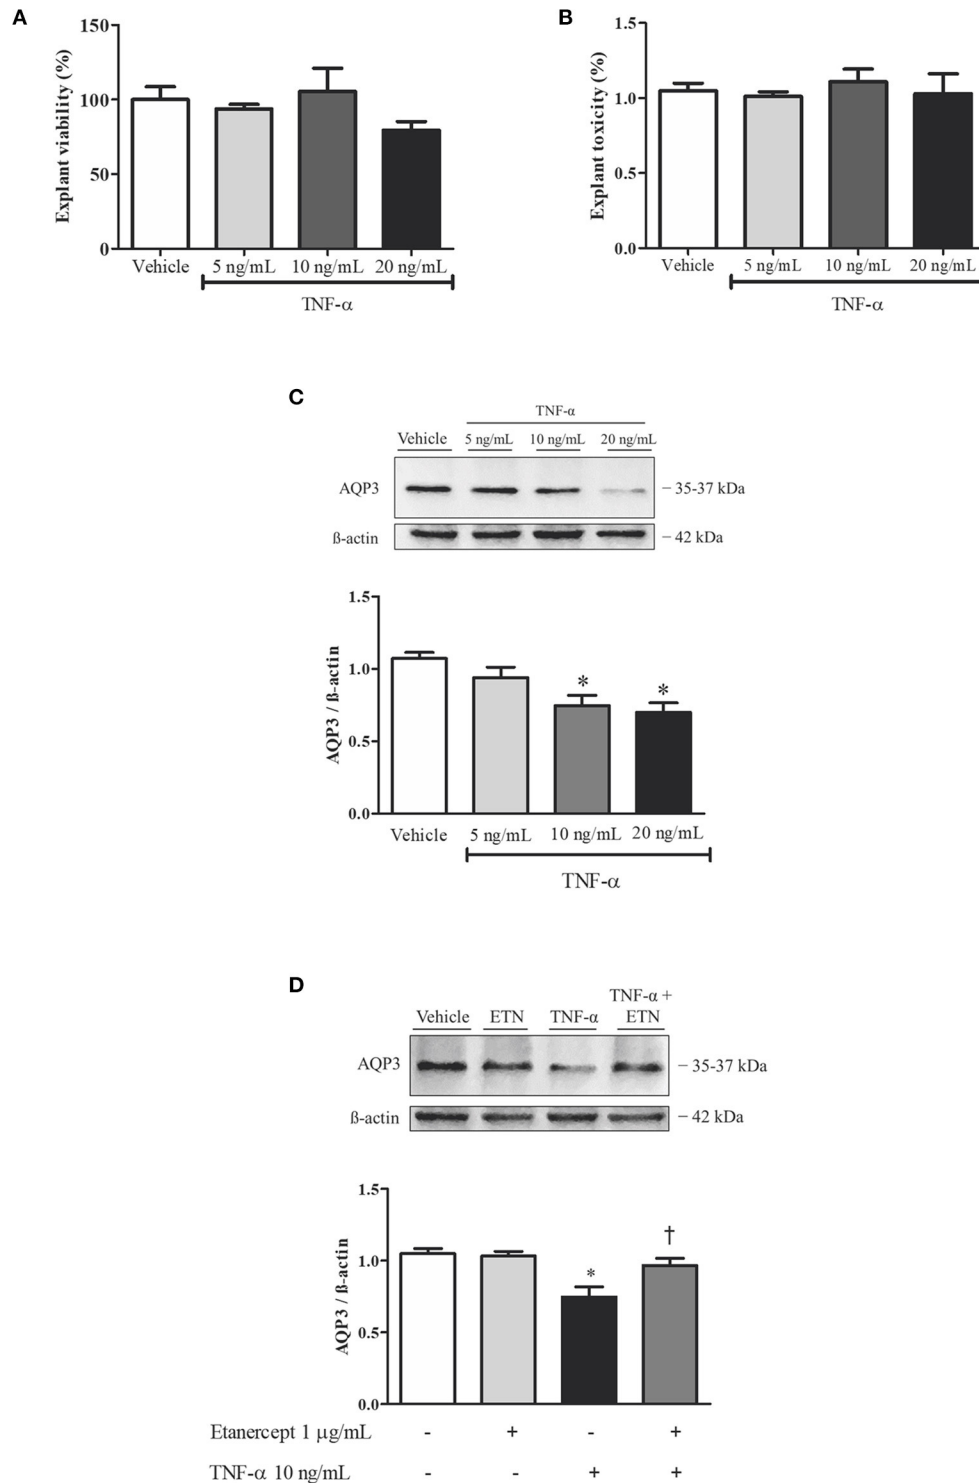 A
150
100
50
0
Explant viability (%)
Vehicle 5 ng/mL 10 ng/mL 20 ng/mL
TNF-α
B
1.5
1.0
0.5
0.0
Explant toxicity (%)
Vehicle 5 ng/mL 10 ng/mL 20 ng/mL
TNF-α
C
TNF-α
Vehicle 5 ng/mL 10 ng/mL 20 ng/mL
AQP3 – 35-37 kDa
ß-actin – 42 kDa
1.5
1.0
0.5
0.0
AQP3 / ß-actin
* *
Vehicle 5 ng/mL 10 ng/mL 20 ng/mL
TNF-α
D
Vehicle ETN TNF-α TNF-α +
ETN
AQP3 – 35-37 kDa
ß-actin – 42 kDa
1.5
1.0
0.5
0.0
AQP3 / ß-actin
* †
Etanercept 1 μg/mL - + - +
TNF-α 10 ng/mL - - + +